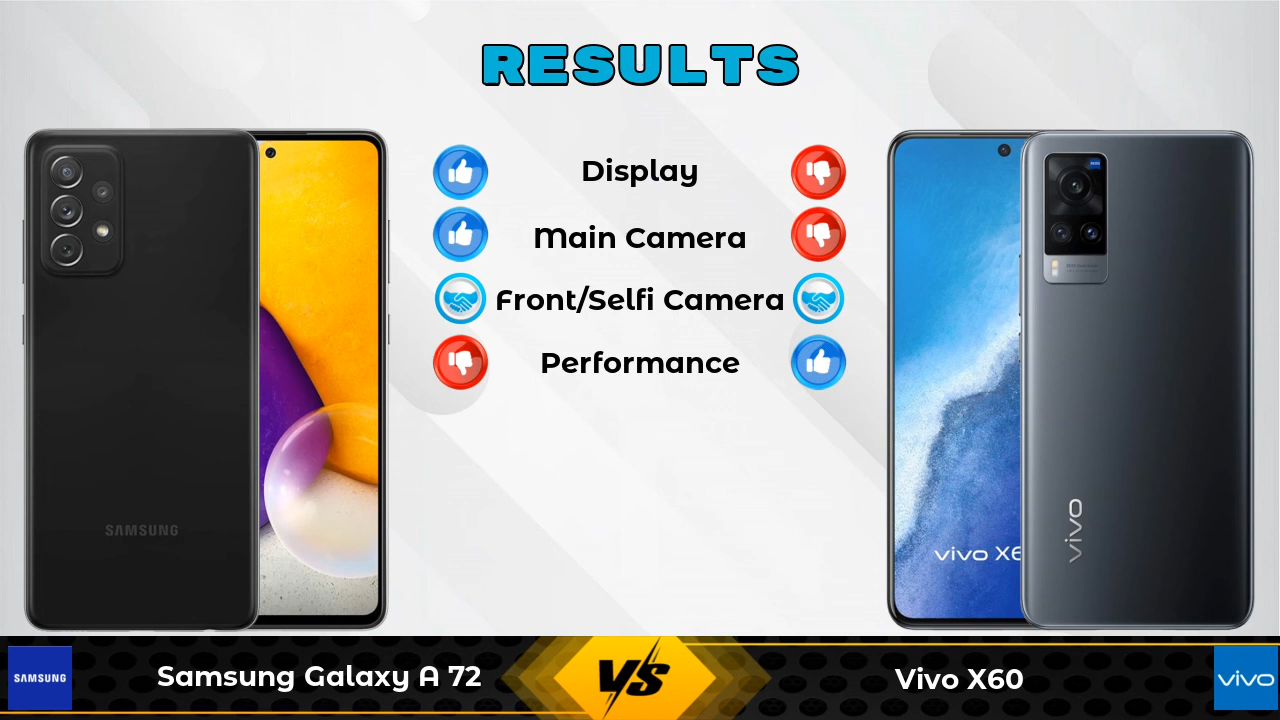 RESULTS
Display
Main Camera
Front/Selfi Camera
Performance
SAMSUNG
vivo X6
vivo
SAMSUNG
Samsung Galaxy A 72
VS
Vivo X60
vivo